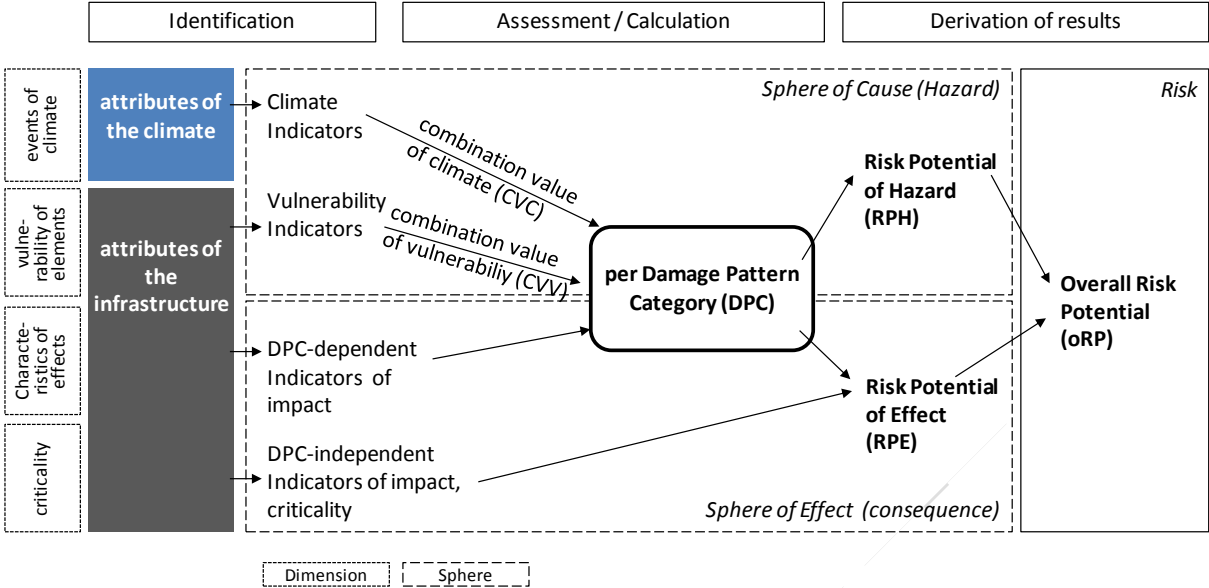 Identification
Assessment / Calculation
Derivation of results
events of
climate
attributes of
the climate
Climate
Indicators
combination value
of climate (CVC)
Sphere of Cause (Hazard)
Risk
vulne-
rability of
elements
attributes of
the
infrastructure
Vulnerability
Indicators
combination value
of vulnerabiliy (CVV)
per Damage Pattern
Category (DPC)
Risk Potential
of Hazard
(RPH)
Overall Risk
Potential
(oRP)
Characte-
ristics of
effects
DPC-dependent
Indicators of
impact
Risk Potential
of Effect
(RPE)
criticality
DPC-independent
Indicators of impact,
criticality
Sphere of Effect (consequence)
Dimension
Sphere